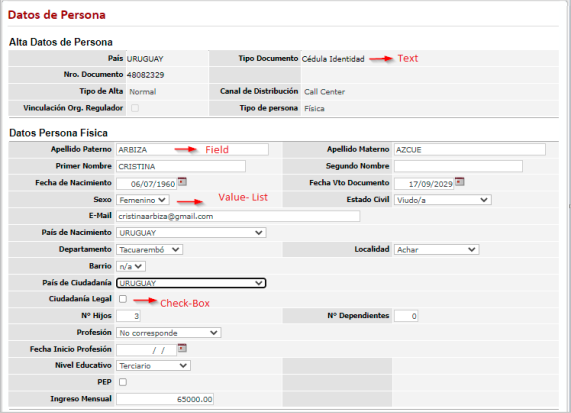 Datos de Persona
Alta Datos de Persona
País URUGUAY Tipo Documento Cédula Identidad Text
Nro. Documento 48082329
Tipo de Alta Normal Canal de Distribución Call Center
Vinculación Org. Regulador Tipo de persona Física
Datos Persona Física
Apellido Paterno ARBIZA Field Apellido Materno AZCUE
Primer Nombre CRISTINA Segundo Nombre
Fecha de Nacimiento 06/07/1960 Fecha Vto Documento 17/09/2029
Sexo Femenino Value- List Estado Civil Viudo/a
E-Mail cristinaarbiza@gmail.com
País de Nacimiento URUGUAY
Departamento Tacuarembó Localidad Achar
Barrio n/a
País de Ciudadanía URUGUAY
Ciudadanía Legal Check-Box
Nº Hijos 3 Nº Dependientes 0
Profesión No corresponde
Fecha Inicio Profesión / /
Nivel Educativo Terciario
PEP
Ingreso Mensual 65000.00